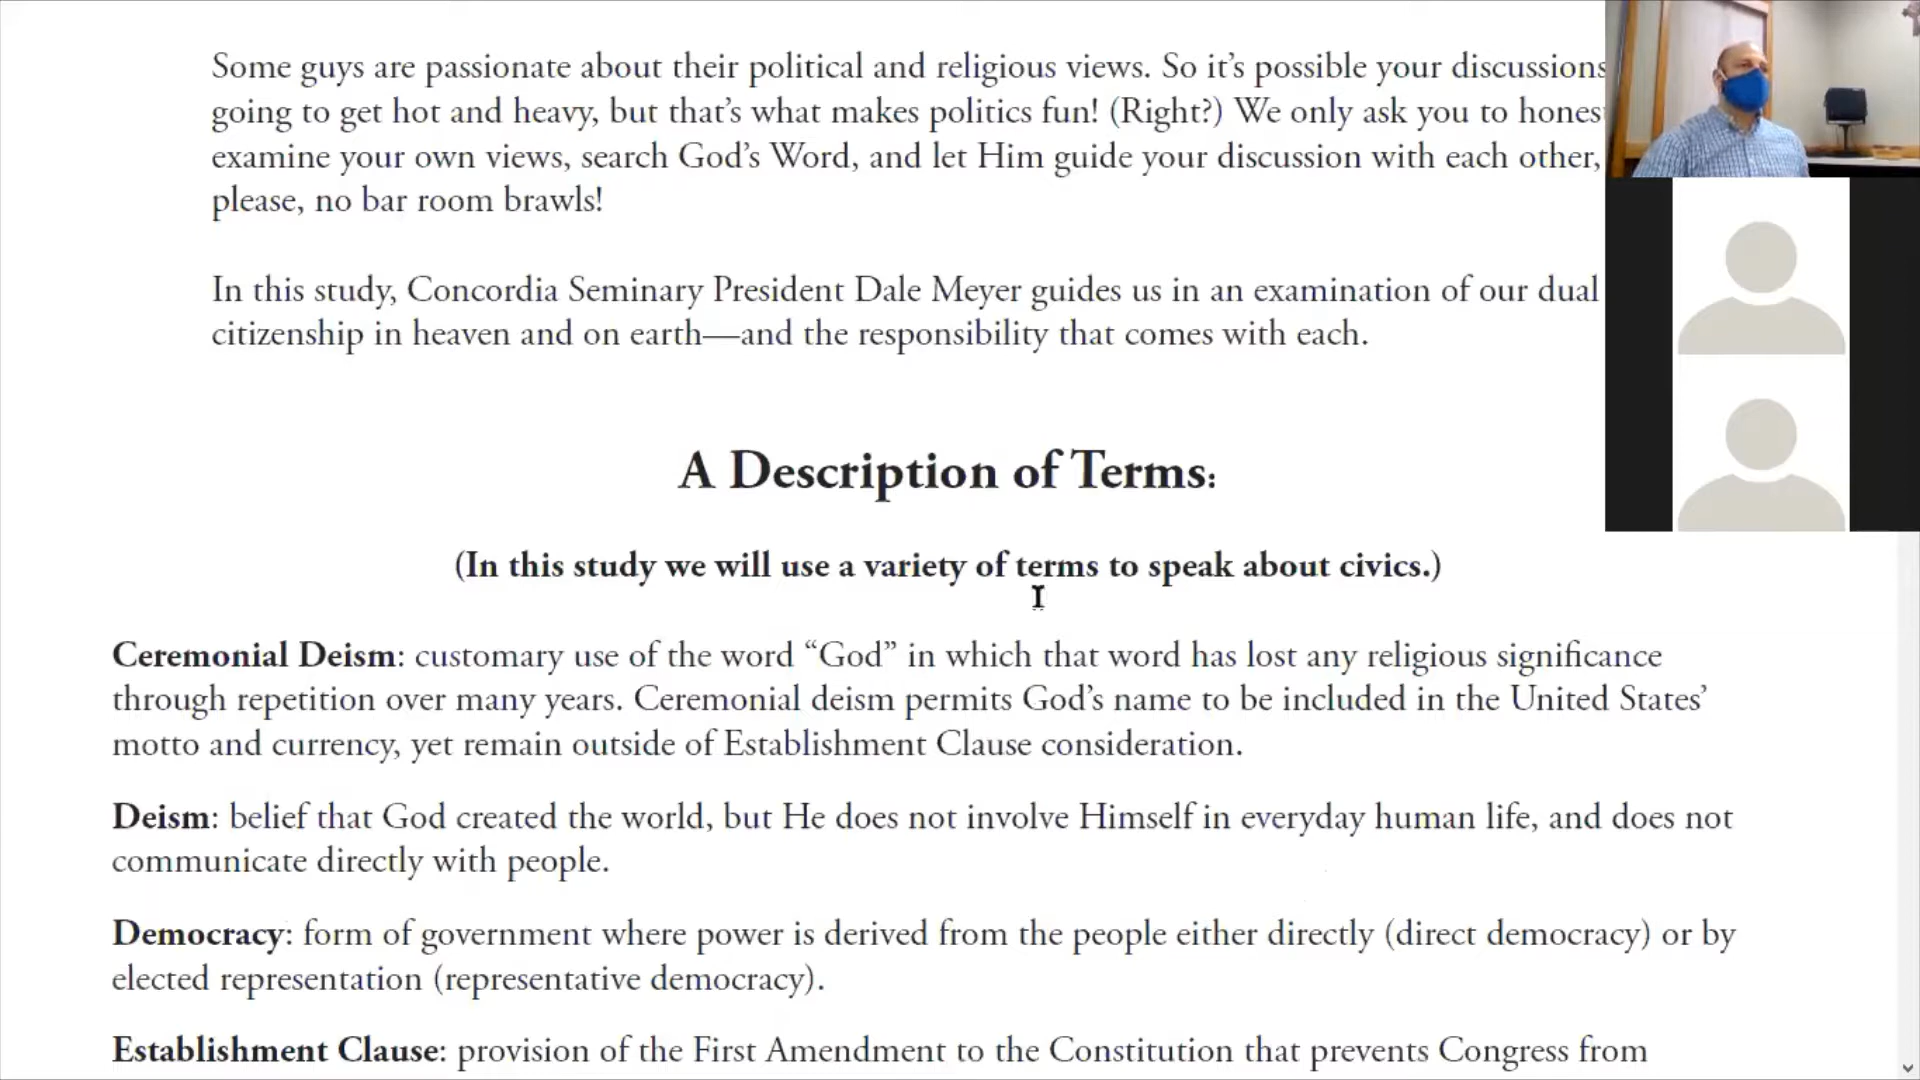 Some guys are passionate about their political and religious views. So it’s possible your discussions
going to get hot and heavy, but that’s what makes politics fun! (Right?) We only ask you to
examine your own views, search God’s Word, and let Him guide your discussion with each other,
please, no bar room brawls!
In this study, Concordia Seminary President Dale Meyer guides us in an examination of our dual
citizenship in heaven and on earth—and the responsibility that comes with each.
A Description of Terms:
(In this study we will use a variety of terms to speak about civics.)
Ceremonial Deism: customary use of the word “God” in which that word has lost any religious significance
through repetition over many years. Ceremonial deism permits God’s name to be included in the United States’
motto and currency, yet remain outside of Establishment Clause consideration.
Deism: belief that God created the world, but He does not involve Himself in everyday human life, and does not
communicate directly with people.
Democracy: form of government where power is derived from the people either directly (direct democracy) or by
elected representation (representative democracy).
Establishment Clause: provision of the First Amendment to the Constitution that prevents Congress from